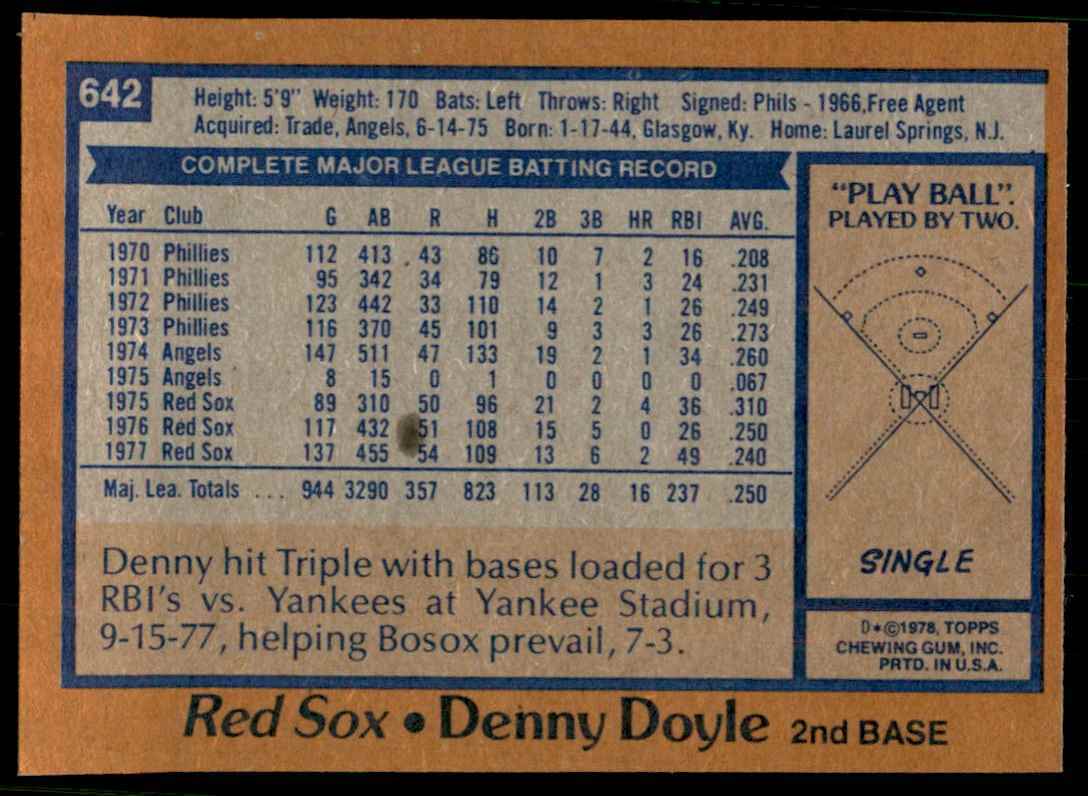 642
Height: 5'9" Weight: 170 Bats: Left Throws: Right Signed: Phils - 1966, Free Agent
Acquired: Trade, Angels, 6-14-75 Born: 1-17-44, Glasgow, Ky. Home: Laurel Springs, N.J.
COMPLETE MAJOR LEAGUE BATTING RECORD
Year Club G AB R H 2B 3B HR RBI AVG.
1970 Phillies 112 413 43 86 10 7 2 16 .208
1971 Phillies 95 342 34 79 12 1 3 24 .231
1972 Phillies 123 442 33 110 14 2 1 26 .249
1973 Phillies 116 370 45 101 9 3 3 26 .273
1974 Angels 147 511 47 133 19 2 1 34 .260
1975 Angels 8 15 0 1 0 0 0 0 .067
1975 Red Sox 89 310 50 96 21 2 4 36 .310
1976 Red Sox 117 432 51 108 15 5 0 26 .250
1977 Red Sox 137 455 54 109 13 6 2 49 .240
Maj. Lea. Totals ... 944 3290 357 823 113 28 16 237 .250
Denny hit Triple with bases loaded for 3
RBI's vs. Yankees at Yankee Stadium,
9-15-77, helping Bosox prevail, 7-3.
"PLAY BALL".
PLAYED BY TWO.
SINGLE
D*©1978, TOPPS
CHEWING GUM, INC.
PRTD. IN U.S.A.
Red Sox • Denny Doyle 2nd BASE